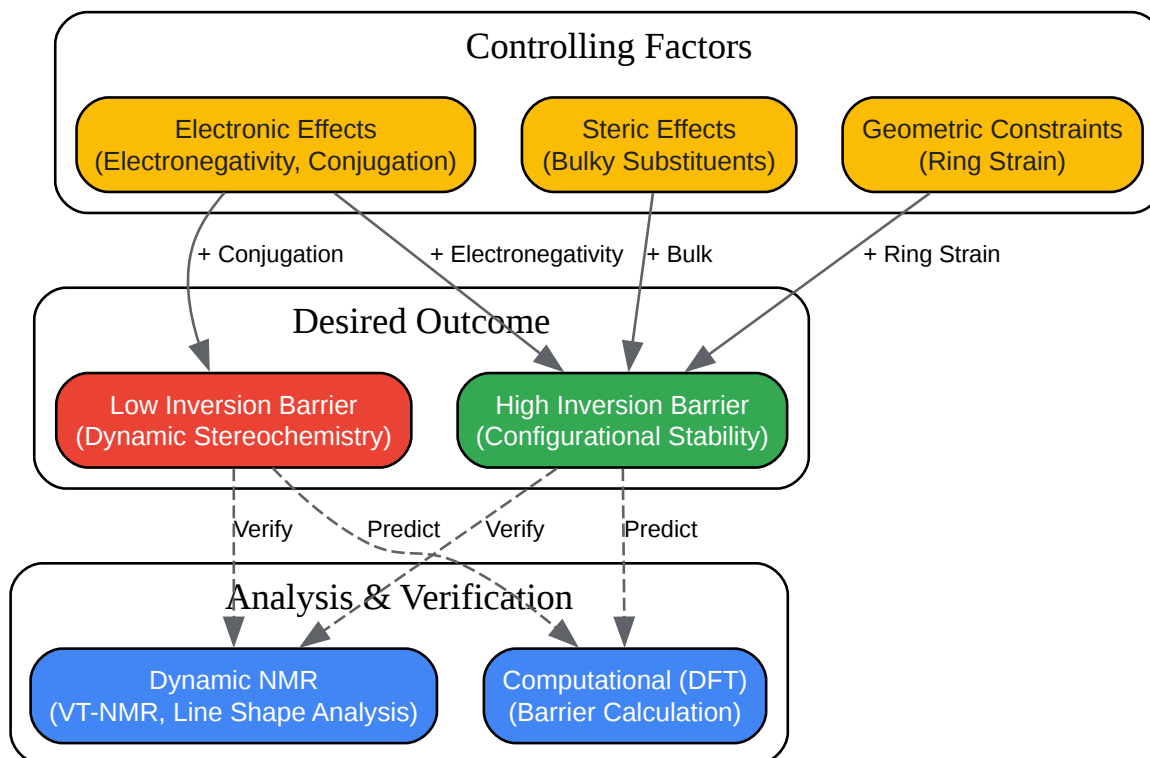 Controlling Factors
Electronic Effects
(Electronegativity, Conjugation)
Steric Effects
(Bulky Substituents)
Geometric Constraints
(Ring Strain)
+ Conjugation
+ Electronegativity
+ Bulk
+ Ring Strain
Desired Outcome
Low Inversion Barrier
(Dynamic Stereochemistry)
High Inversion Barrier
(Configurational Stability)
Verify
Predict
Verify
Predict
Analysis & Verification
Dynamic NMR
(VT-NMR, Line Shape Analysis)
Computational (DFT)
(Barrier Calculation)